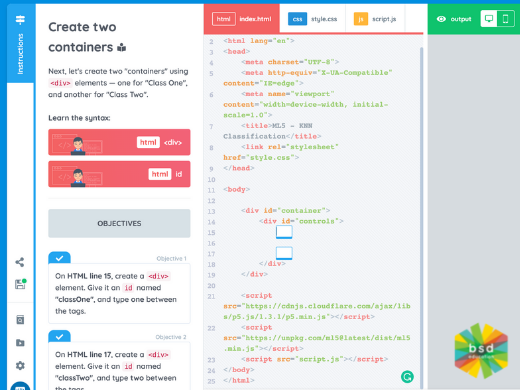 Instructions
Create two
containers
Next, let's create two "containers" using
<div> elements — one for "Class One",
and another for "Class Two".
Learn the syntax:
html <div>
html id
OBJECTIVES
Objective 1
On HTML line 15, create a <div>
element. Give it an id named
"classOne", and type one between
the tags.
Objective 2
On HTML line 17, create a <div>
element. Give it an id named
"classTwo", and type two between
the tags.
html index.html
css style.css
js script.js
2 <html lang="en">
3 <head>
4 <meta charset="UTF-8">
5 <meta http-equiv="X-UA-Compatible"
content="IE=edge">
6 <meta name="viewport"
content="width=device-width, initial-
scale=1.0">
7 <title>ML5 - KNN
Classification</title>
8 <link rel="stylesheet"
href="style.css">
9 </head>
10
11 <body>
12
13 <div id="container">
14 <div id="controls">
15
16
17
18 </div>
19 </div>
20
21 <script
src="https://cdnjs.cloudflare.com/ajax/lib
s/p5.js/1.3.1/p5.min.js"></script>
22 <script
src="https://unpkg.com/ml5@latest/dist/ml5
.min.js"></script>
23 <script src="script.js"></script>
24 </body>
25 </html>
output
bsd
education